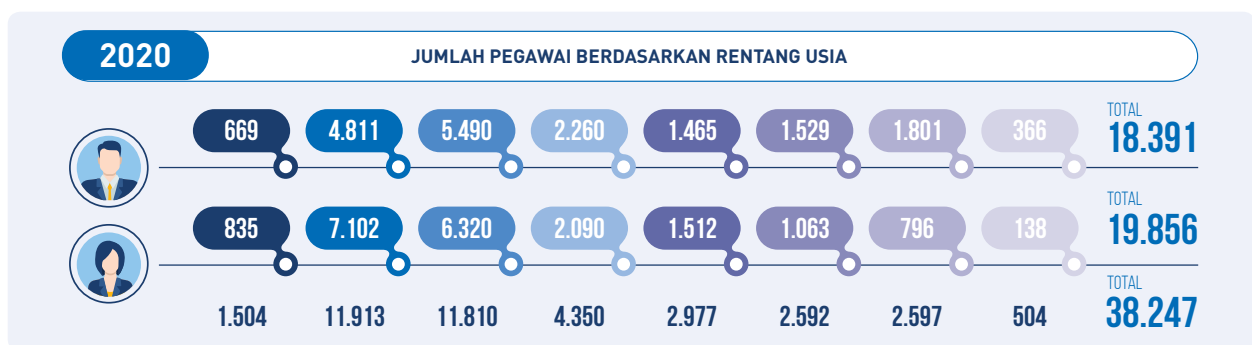 2020
JUMLAH PEGAWAI BERDASARKAN RENTANG USIA
669 4.811 5.490 2.260 1.465 1.529 1.801 366
TOTAL
18.391
835 7.102 6.320 2.090 1.512 1.063 796 138
TOTAL
19.856
1.504 11.913 11.810 4.350 2.977 2.592 2.597 504
TOTAL
38.247